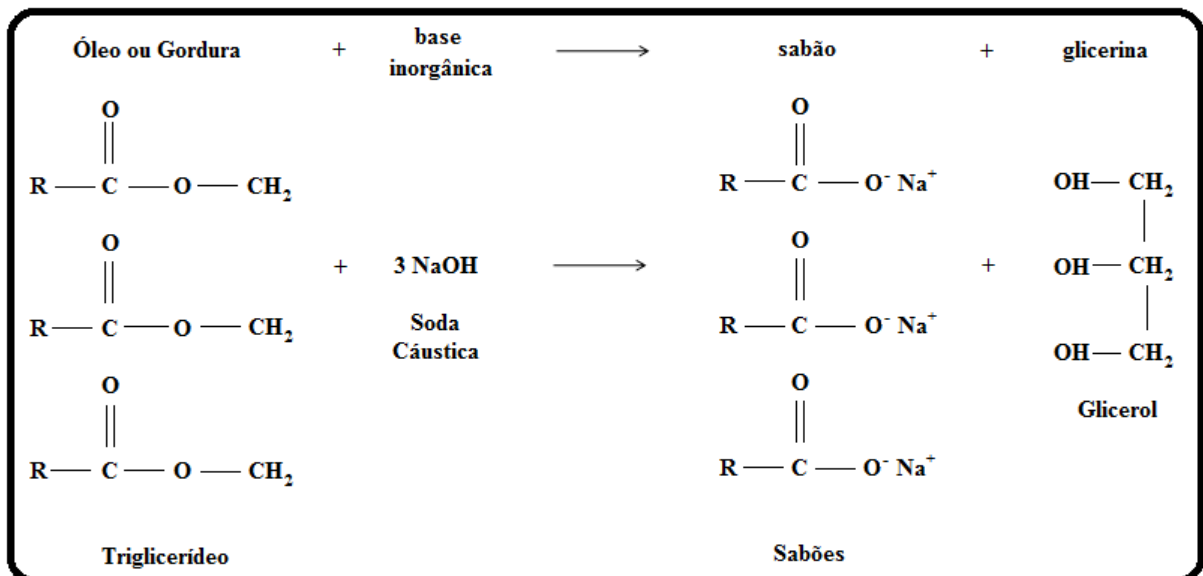 Óleo ou Gordura + base inorgânica ⟶ sabão + glicerina
O
R — C — O — CH₂
O
R — C — O — CH₂
O
R — C — O — CH₂
Triglicerídeo
+
3 NaOH
Soda
Cáustica
⟶
O
R — C — O⁻ Na⁺
O
R — C — O⁻ Na⁺
O
R — C — O⁻ Na⁺
Sabões
+
OH — CH₂
OH — CH₂
OH — CH₂
Glicerol